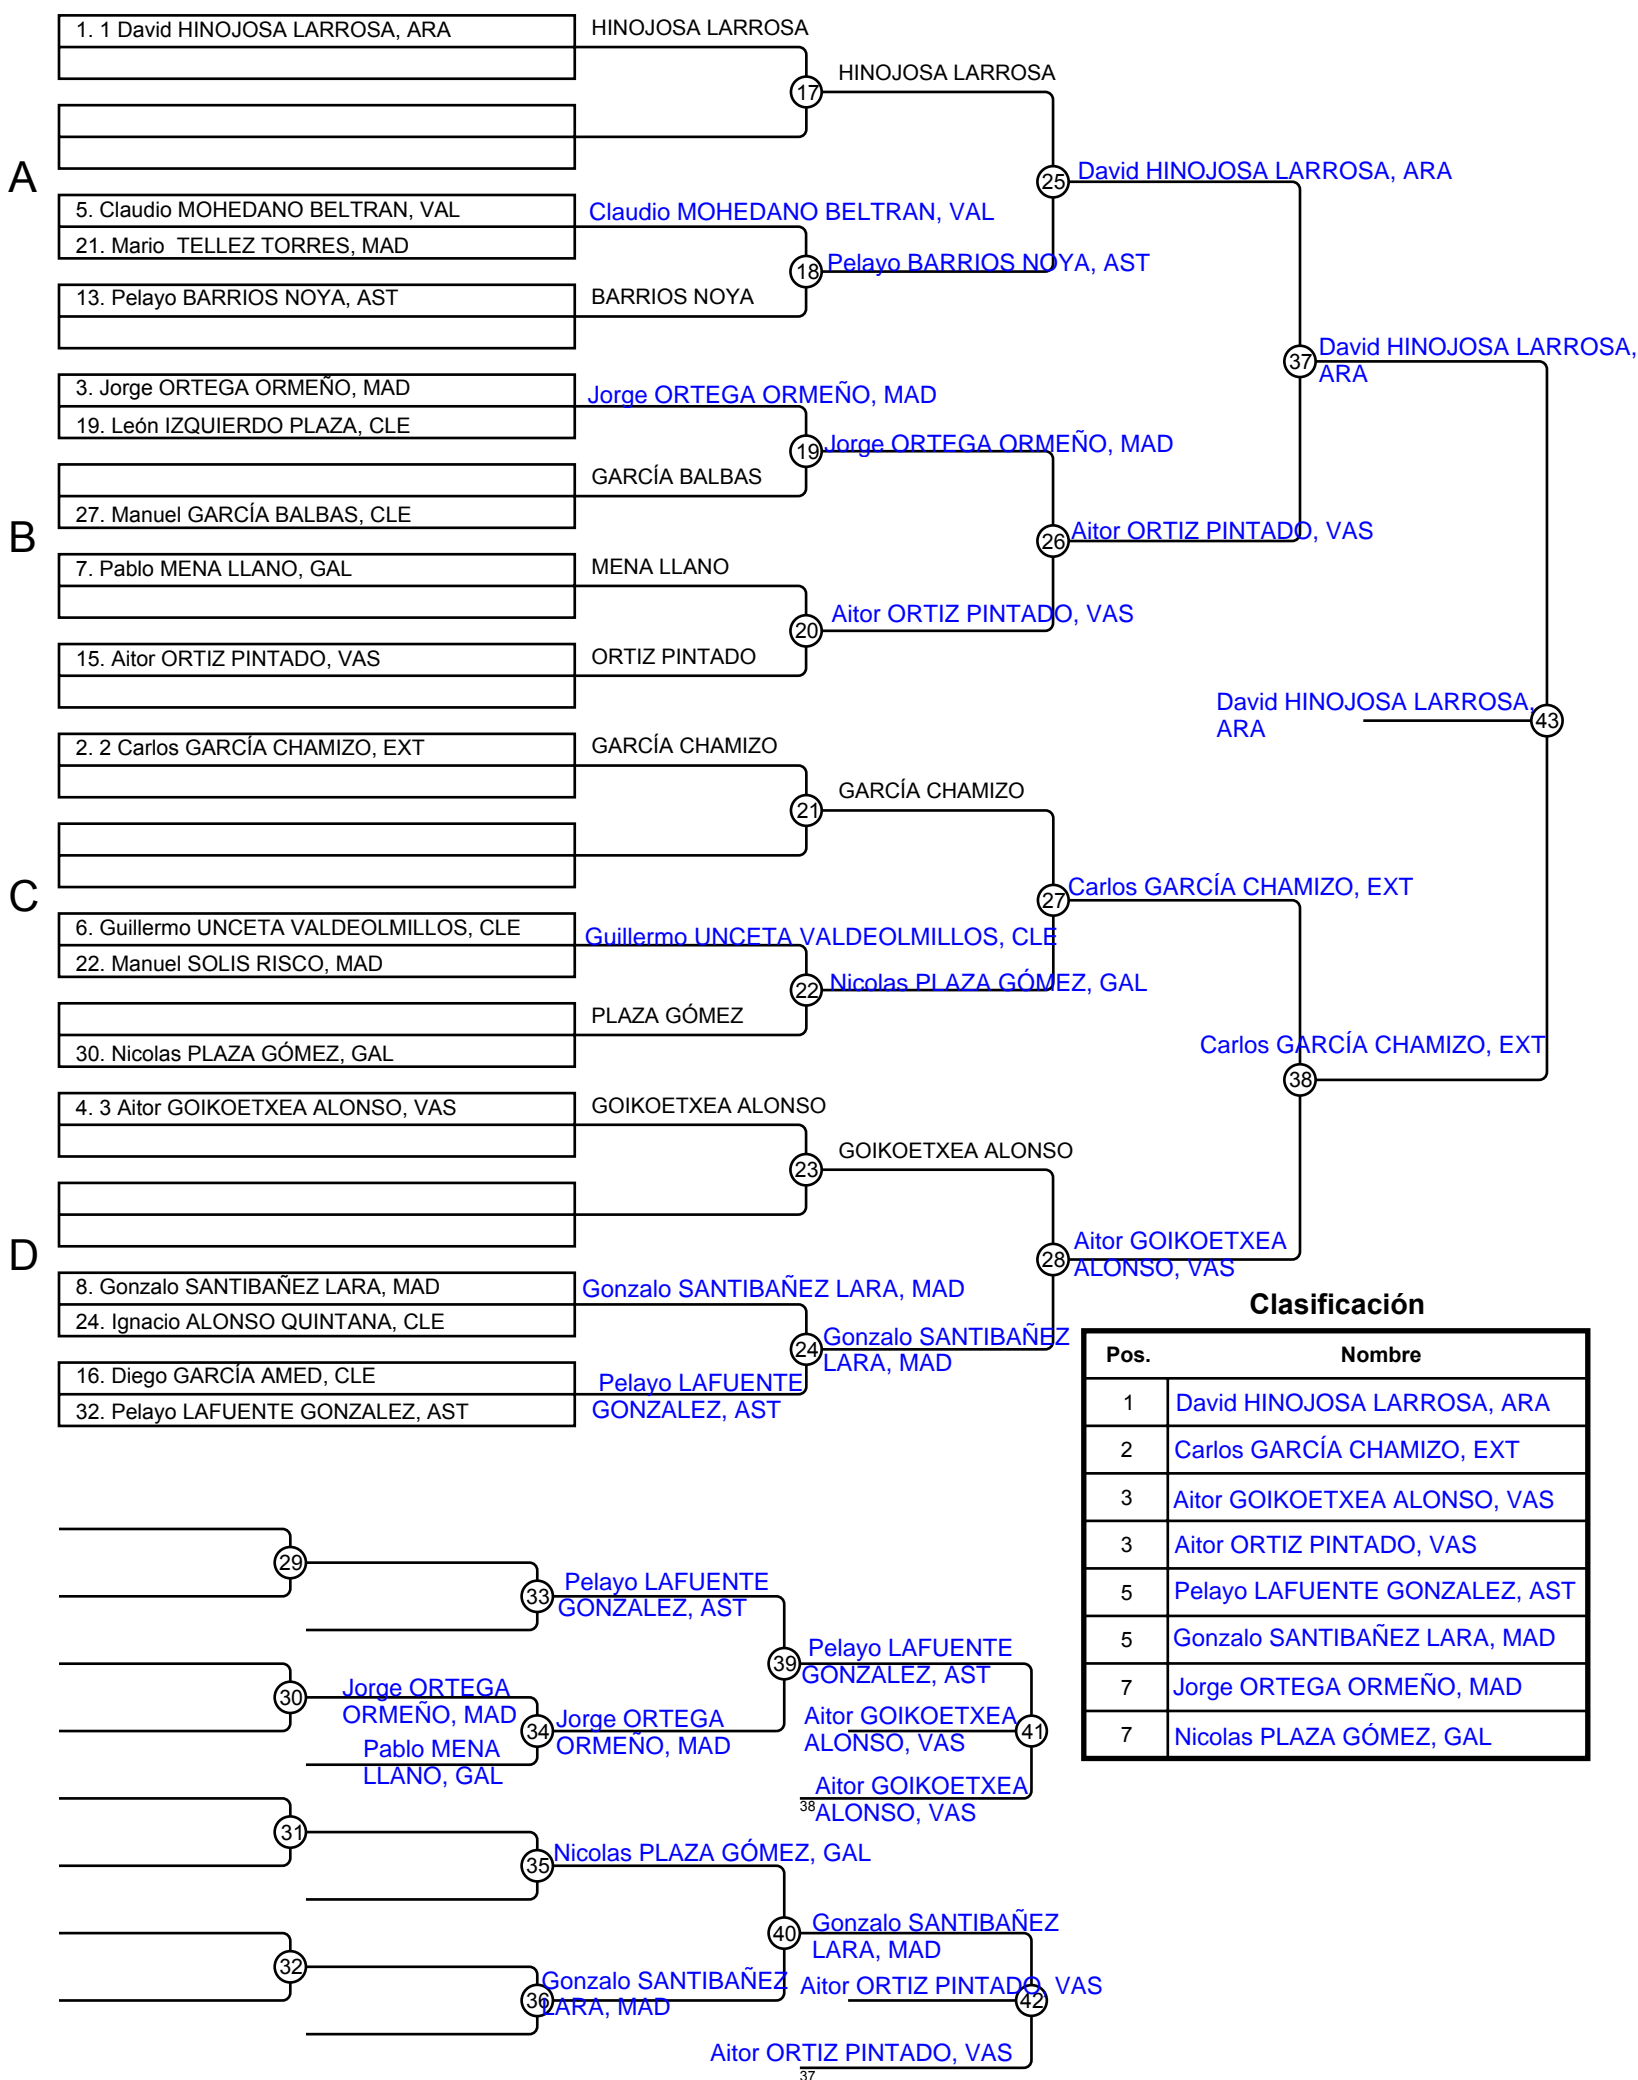 1. 1 David HINOJOSA LARROSA, ARA
HINOJOSA LARROSA
17
HINOJOSA LARROSA
A
25
David HINOJOSA LARROSA, ARA
5. Claudio MOHEDANO BELTRAN, VAL
21. Mario TELLEZ TORRES, MAD
Claudio MOHEDANO BELTRAN, VAL
18
Pelayo BARRIOS NOYA, AST
13. Pelayo BARRIOS NOYA, AST
BARRIOS NOYA
37
David HINOJOSA LARROSA,
ARA
3. Jorge ORTEGA ORMEÑO, MAD
19. León IZQUIERDO PLAZA, CLE
Jorge ORTEGA ORMEÑO, MAD
19
Jorge ORTEGA ORMEÑO, MAD
GARCÍA BALBAS
27. Manuel GARCÍA BALBAS, CLE
B
26
Aitor ORTIZ PINTADO, VAS
7. Pablo MENA LLANO, GAL
MENA LLANO
20
Aitor ORTIZ PINTADO, VAS
15. Aitor ORTIZ PINTADO, VAS
ORTIZ PINTADO
David HINOJOSA LARROSA,
ARA
43
2. 2 Carlos GARCÍA CHAMIZO, EXT
GARCÍA CHAMIZO
21
GARCÍA CHAMIZO
C
27
Carlos GARCÍA CHAMIZO, EXT
6. Guillermo UNCETA VALDEOLMILLOS, CLE
22. Manuel SOLIS RISCO, MAD
Guillermo UNCETA VALDEOLMILLOS, CLE
22
Nicolas PLAZA GÓMEZ, GAL
PLAZA GÓMEZ
30. Nicolas PLAZA GÓMEZ, GAL
Carlos GARCÍA CHAMIZO, EXT
38
4. 3 Aitor GOIKOETXEA ALONSO, VAS
GOIKOETXEA ALONSO
23
GOIKOETXEA ALONSO
D
28
Aitor GOIKOETXEA
ALONSO, VAS
8. Gonzalo SANTIBAÑEZ LARA, MAD
24. Ignacio ALONSO QUINTANA, CLE
Gonzalo SANTIBAÑEZ LARA, MAD
24
Gonzalo SANTIBAÑEZ
LARA, MAD
16. Diego GARCÍA AMED, CLE
32. Pelayo LAFUENTE GONZALEZ, AST
Pelayo LAFUENTE
GONZALEZ, AST
Clasificación
Pos. Nombre
1 David HINOJOSA LARROSA, ARA
2 Carlos GARCÍA CHAMIZO, EXT
3 Aitor GOIKOETXEA ALONSO, VAS
3 Aitor ORTIZ PINTADO, VAS
5 Pelayo LAFUENTE GONZALEZ, AST
5 Gonzalo SANTIBAÑEZ LARA, MAD
7 Jorge ORTEGA ORMEÑO, MAD
7 Nicolas PLAZA GÓMEZ, GAL
29
33
Pelayo LAFUENTE
GONZALEZ, AST
39
Pelayo LAFUENTE
GONZALEZ, AST
30
Jorge ORTEGA
ORMEÑO, MAD
34
Jorge ORTEGA
ORMEÑO, MAD
Pablo MENA
LLANO, GAL
Aitor GOIKOETXEA
ALONSO, VAS
41
Aitor GOIKOETXEA
38 ALONSO, VAS
31
35
Nicolas PLAZA GÓMEZ, GAL
40
Gonzalo SANTIBAÑEZ
LARA, MAD
32
36
Gonzalo SANTIBAÑEZ
LARA, MAD
Aitor ORTIZ PINTADO, VAS
42
Aitor ORTIZ PINTADO, VAS
37